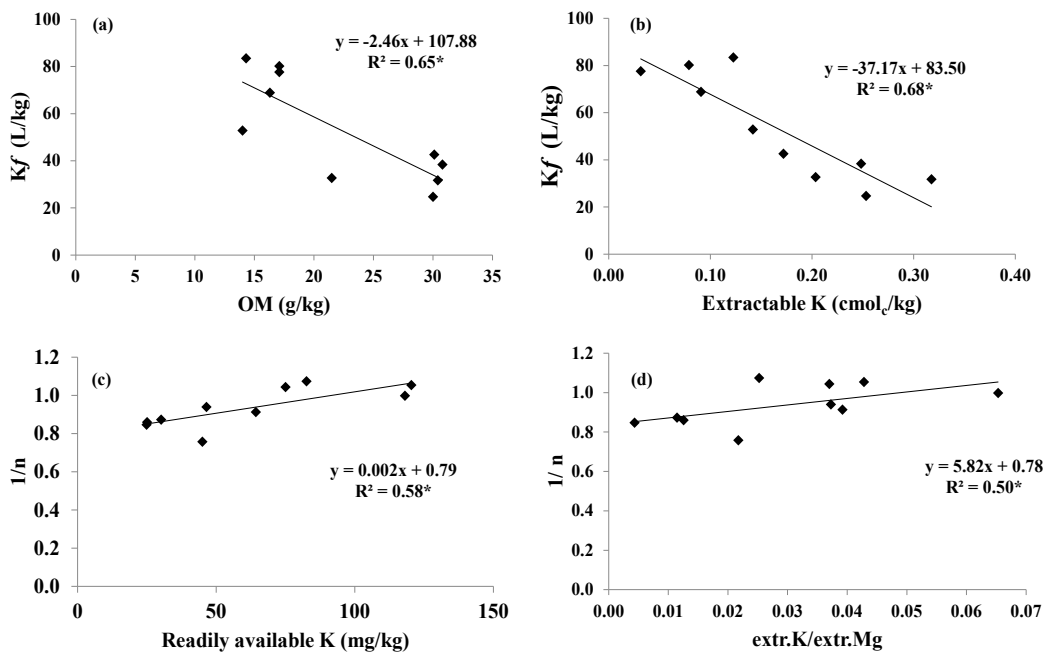 (a)
y = -2.46x + 107.88
R² = 0.65*
100
80
60
40
20
0
0 5 10 15 20 25 30 35
Kf (L/kg)
OM (g/kg)
(b)
y = -37.17x + 83.50
R² = 0.68*
100
80
60
40
20
0
0.00 0.10 0.20 0.30 0.40
Kf (L/kg)
Extractable K (cmolc/kg)
(c)
y = 0.002x + 0.79
R² = 0.58*
1.2
1.0
0.8
0.6
0.4
0.2
0.0
0 50 100 150
1/n
Readily available K (mg/kg)
(d)
y = 5.82x + 0.78
R² = 0.50*
1.2
1.0
0.8
0.6
0.4
0.2
0.0
0.00 0.01 0.02 0.03 0.04 0.05 0.06 0.07
1/ n
extr.K/extr.Mg